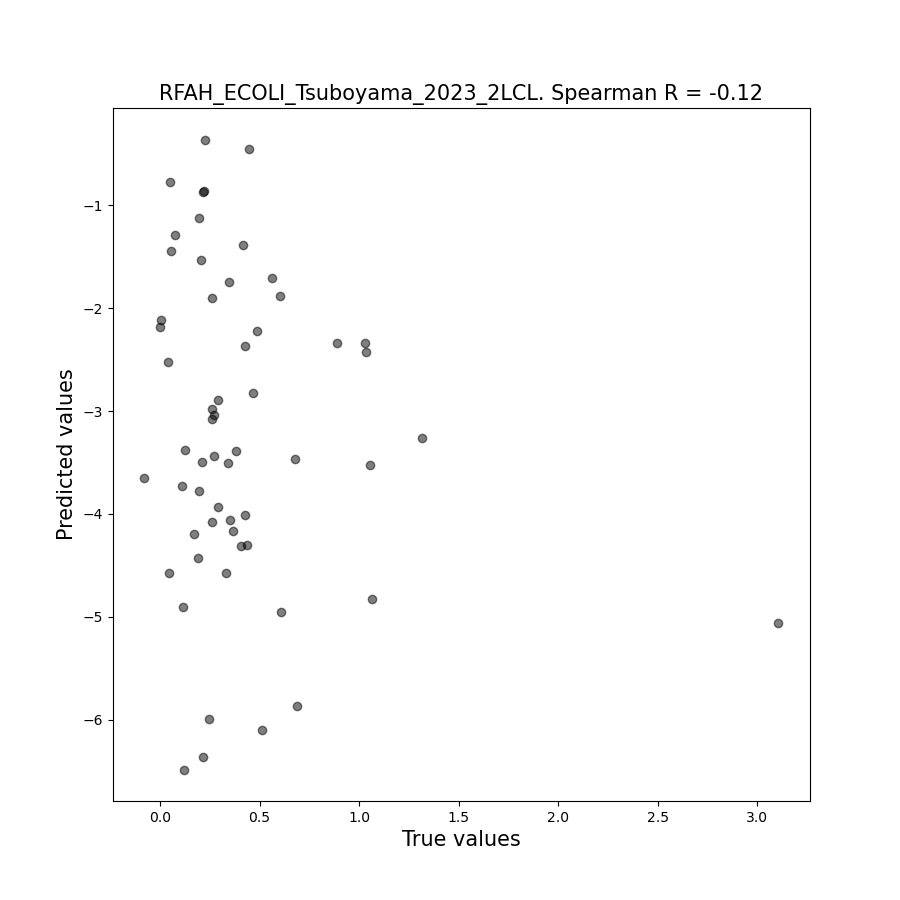 RFAH_ECOLI_Tsuboyama_2023_2LCL. Spearman R = -0.12
−1
−2
−3
−4
−5
−6
Predicted values
0.0 0.5 1.0 1.5 2.0 2.5 3.0
True values